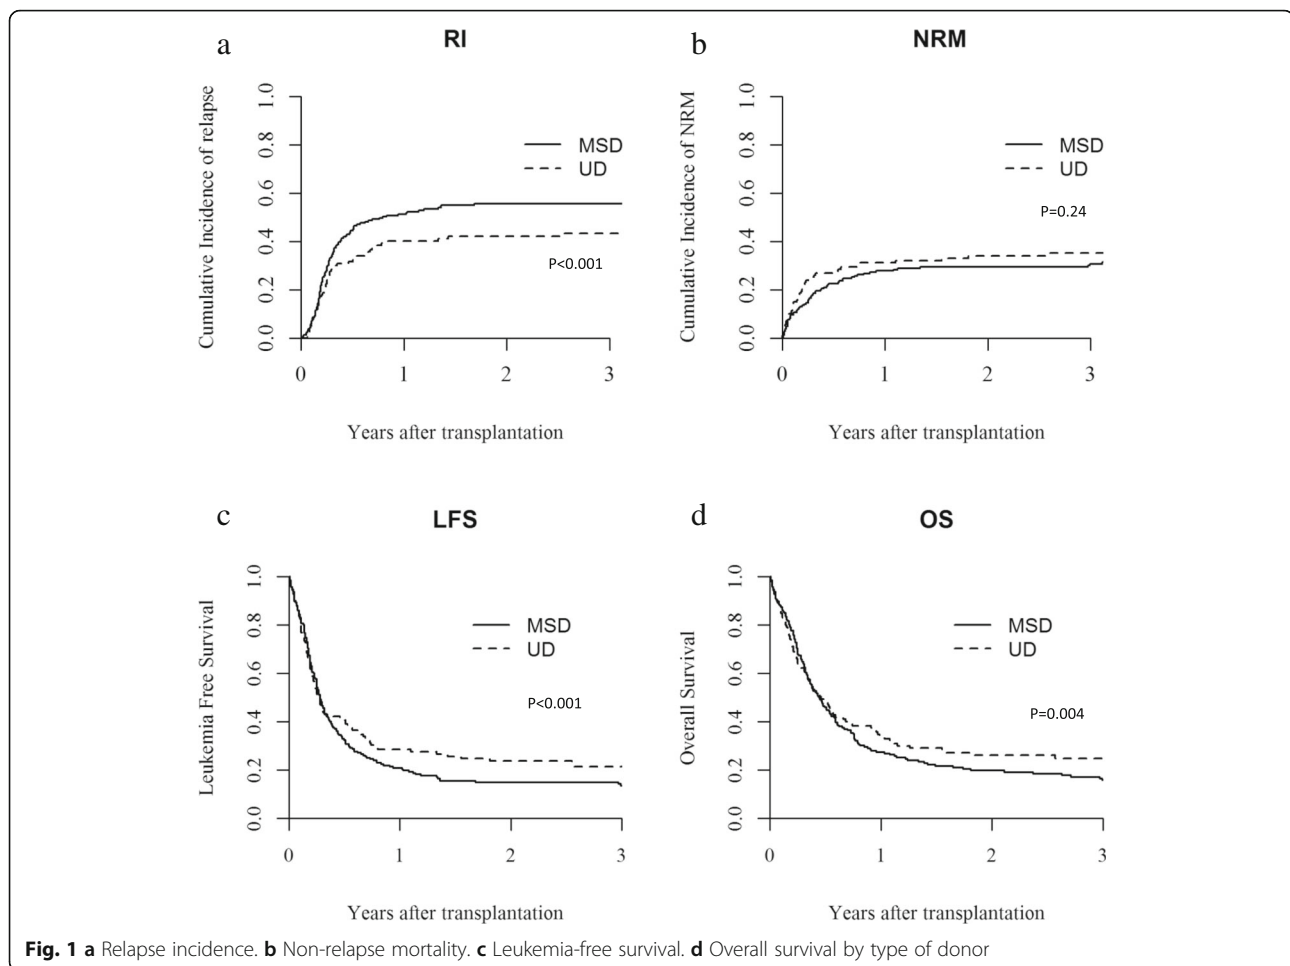 a
RI
Cumulative Incidence of relapse
1.0
0.8
0.6
0.4
0.2
0.0
MSD
UD
P<0.001
0 1 2 3
Years after transplantation
b
NRM
Cumulative Incidence of NRM
1.0
0.8
0.6
0.4
0.2
0.0
MSD
UD
P=0.24
0 1 2 3
Years after transplantation
c
LFS
Leukemia Free Survival
1.0
0.8
0.6
0.4
0.2
0.0
MSD
UD
P<0.001
0 1 2 3
Years after transplantation
d
OS
Overall Survival
1.0
0.8
0.6
0.4
0.2
0.0
MSD
UD
P=0.004
0 1 2 3
Years after transplantation
Fig. 1 a Relapse incidence. b Non-relapse mortality. c Leukemia-free survival. d Overall survival by type of donor